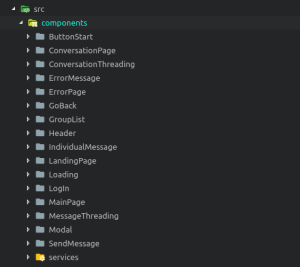 src
components
ButtonStart
ConversationPage
ConversationThreading
ErrorMessage
ErrorPage
GoBack
GroupList
Header
IndividualMessage
LandingPage
Loading
LogIn
MainPage
MessageThreading
Modal
SendMessage
services